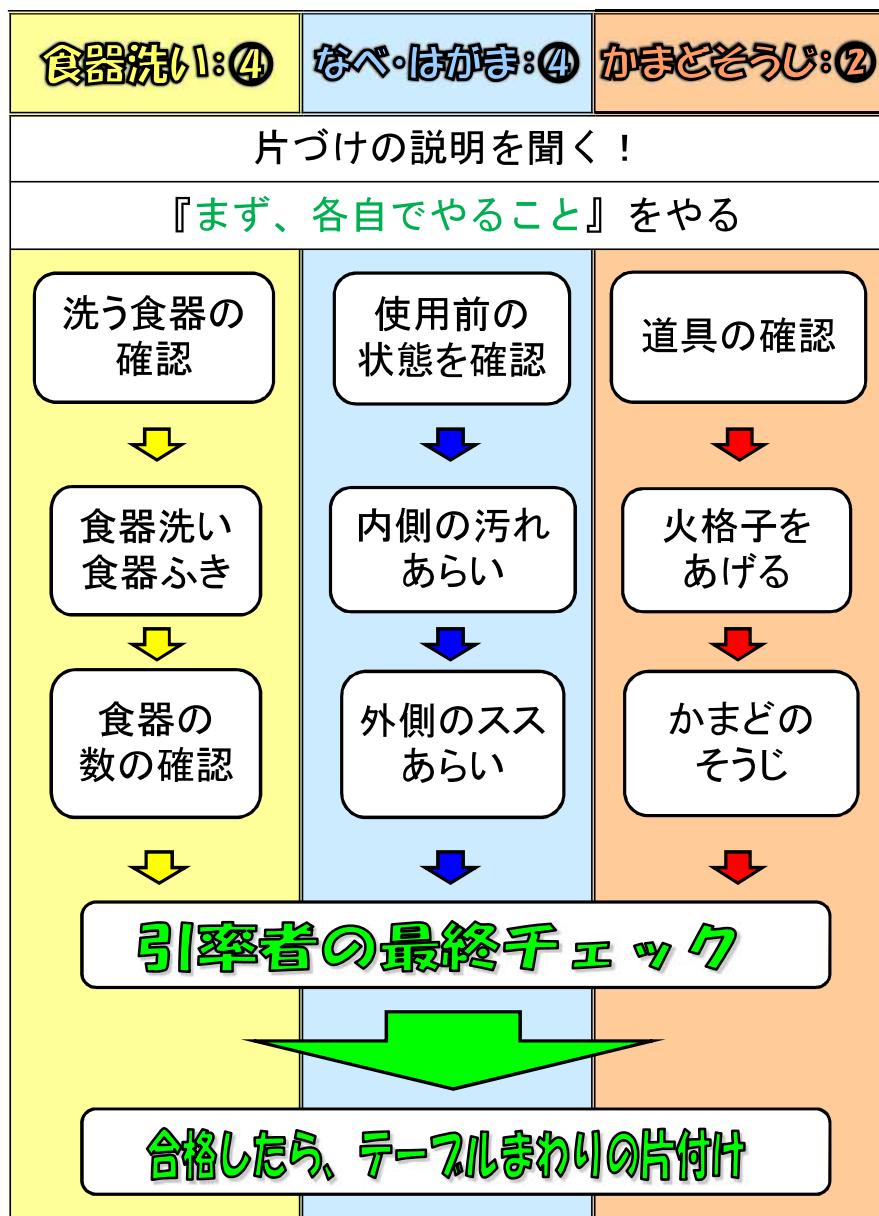 食器洗い:❹
なべ・はがま:❹
かまどそうじ:❷
片づけの説明を聞く！
『まず、各自でやること』をやる
洗う食器の
確認
使用前の
状態を確認
道具の確認
食器洗い
食器ふき
内側の汚れ
あらい
火格子を
あげる
食器の
数の確認
外側のスス
あらい
かまどの
そうじ
引率者の最終チェック
合格したら、テーブルまわりの片付け